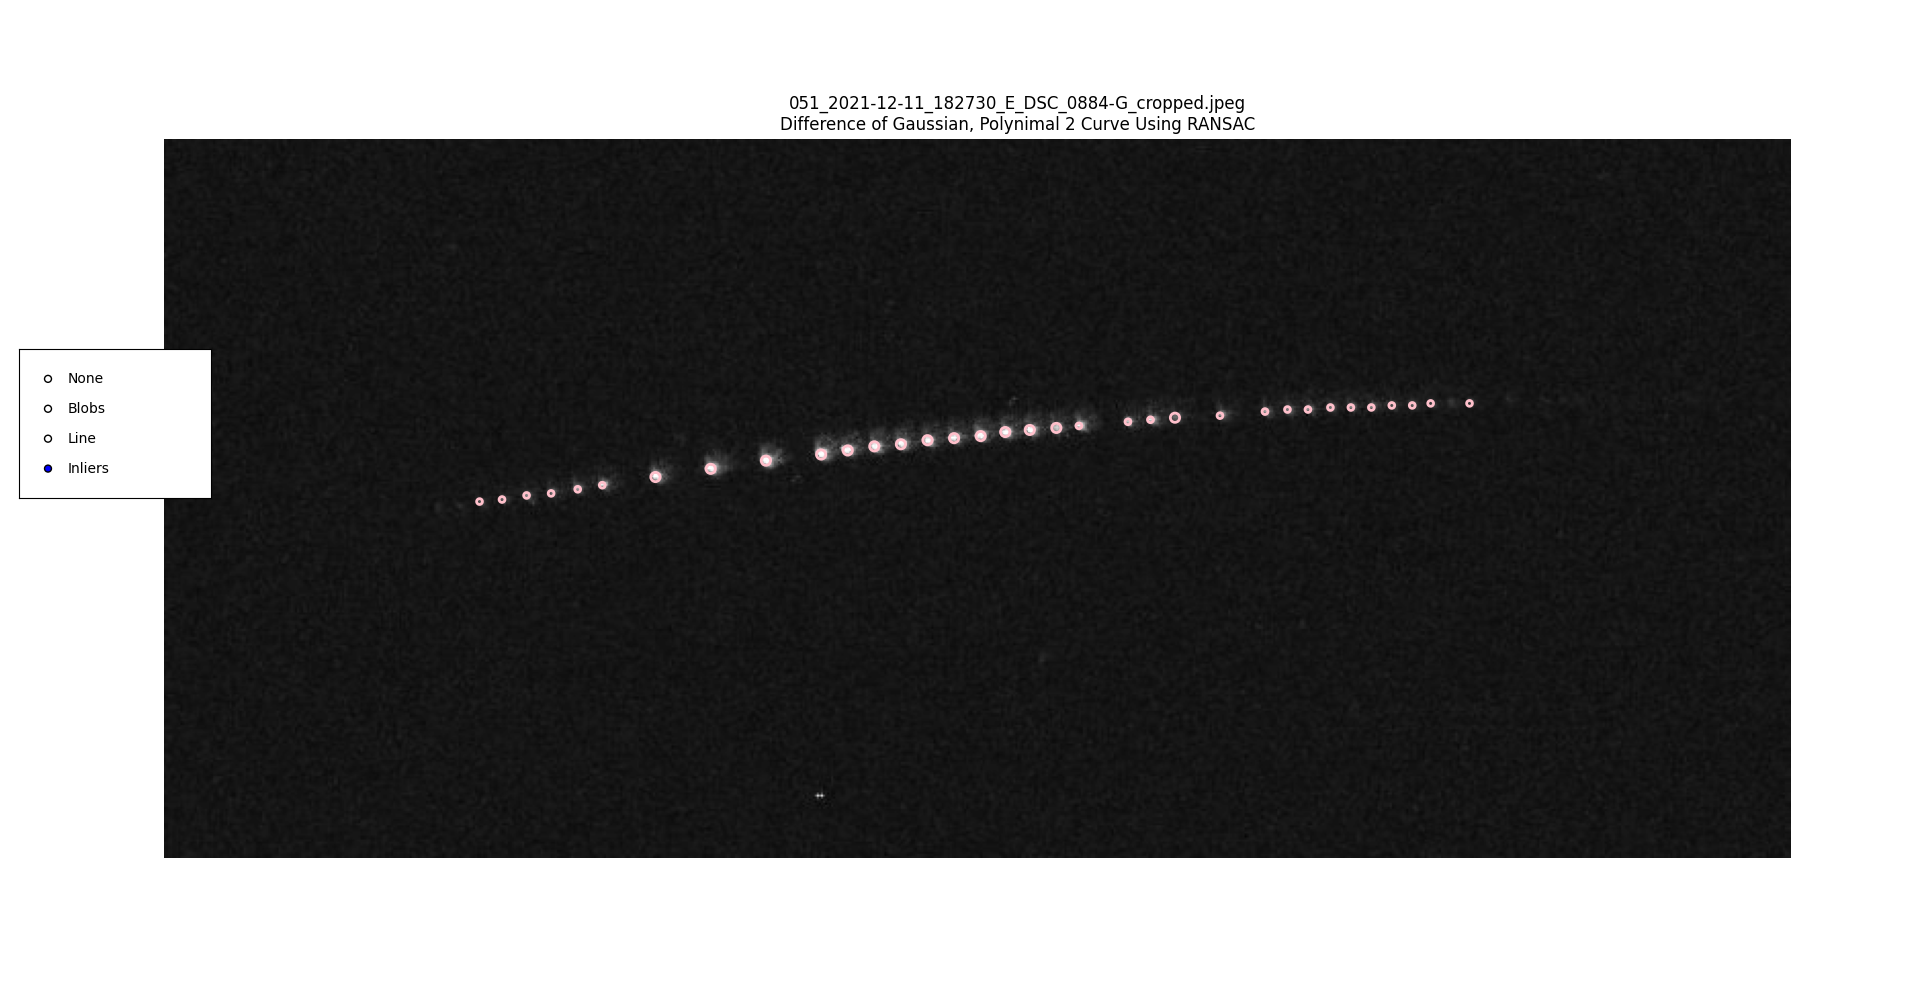 051_2021-12-11_182730_E_DSC_0884-G_cropped.jpeg
Difference of Gaussian, Polynimal 2 Curve Using RANSAC
None
Blobs
Line
Inliers